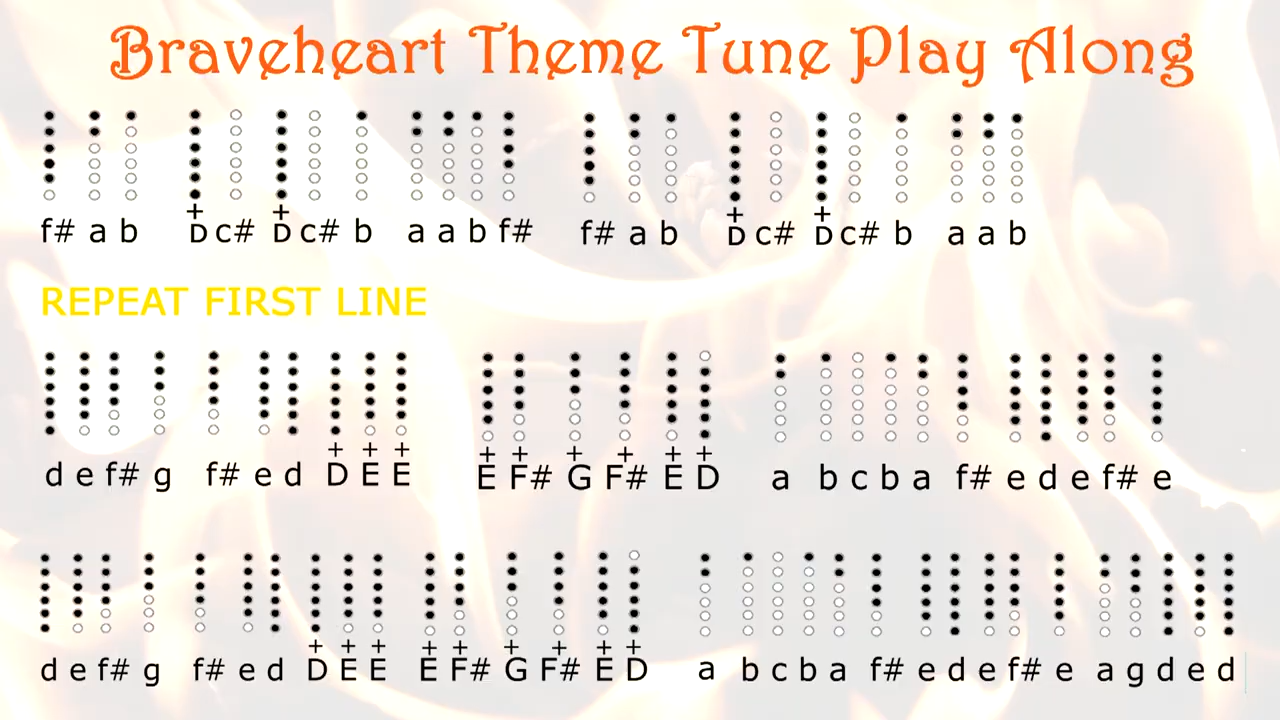 Braveheart Theme Tune Play Along
+ +
f# a b D c# D c# b a a b f# f# a b D c# D c# b a a b
REPEAT FIRST LINE
+ + + + + + + + +
d e f# g f# e d D E E E F# G F# E D a b c b a f# e d e f# e
+ + + + + + + + +
d e f# g f# e d D E E E F# G F# E D a b c b a f# e d e f# e a g d e d